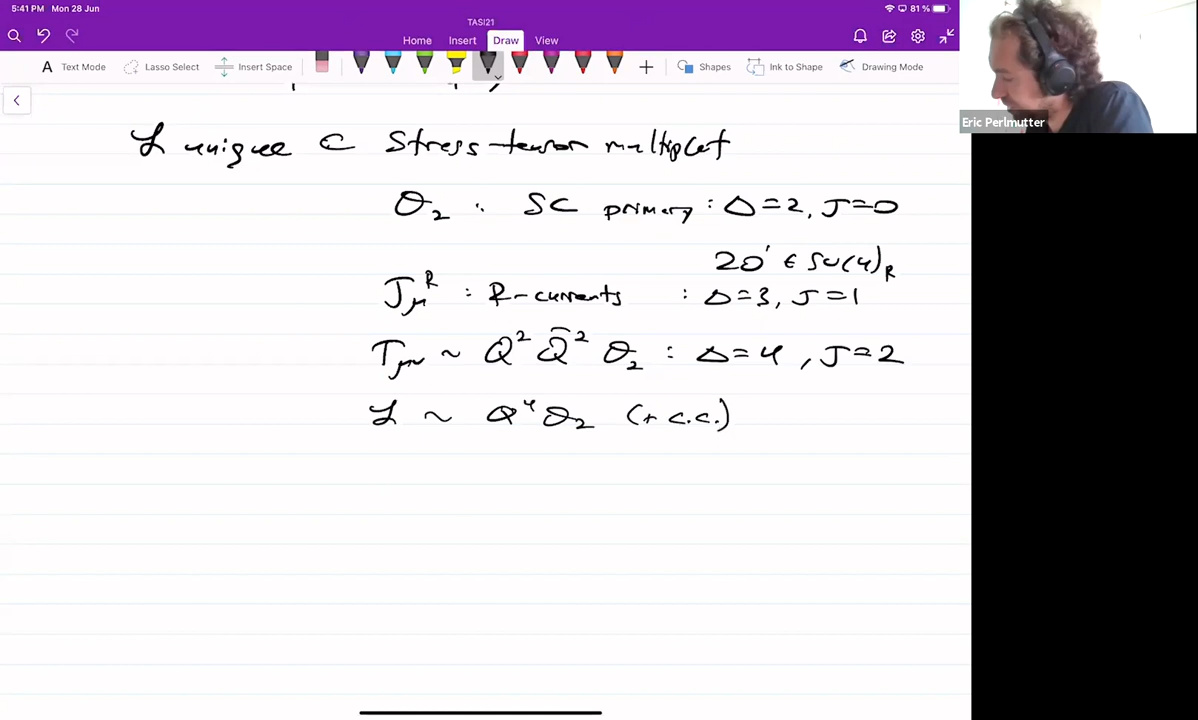 5:41 PM Mon 28 Jun
81 %
TASI21
Home Insert Draw View
Text Mode Lasso Select Insert Space Shapes Ink to Shape Drawing Mode
Eric Perlmutter
ℒ unique ⊂ Stress-tensor multiplet
O₂ : SC primary : Δ=2, J=0
20' ∈ SU(4)_R
J_μ^R : R-currents : Δ=3, J=1
T_μν ~ Q² Q̄² O₂ : Δ=4, J=2
ℒ ~ Q⁴ O₂ (+ c.c.)